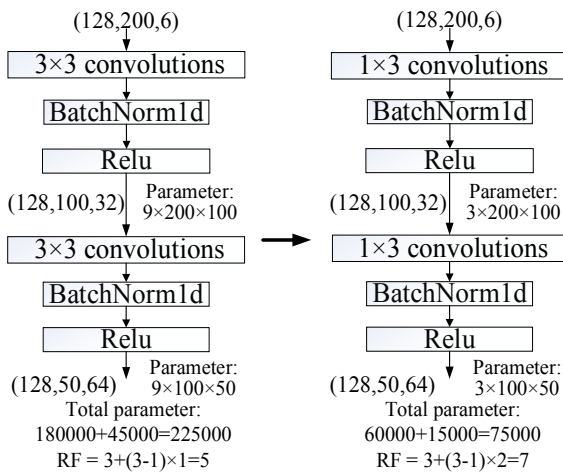 (128,200,6)
3×3 convolutions
BatchNorm1d
Relu
(128,100,32)
Parameter:
9×200×100
3×3 convolutions
BatchNorm1d
Relu
(128,50,64)
Parameter:
9×100×50
Total parameter:
180000+45000=225000
RF = 3+(3-1)×1=5
(128,200,6)
1×3 convolutions
BatchNorm1d
Relu
(128,100,32)
Parameter:
3×200×100
1×3 convolutions
BatchNorm1d
Relu
(128,50,64)
Parameter:
3×100×50
Total parameter:
60000+15000=75000
RF = 3+(3-1)×2=7